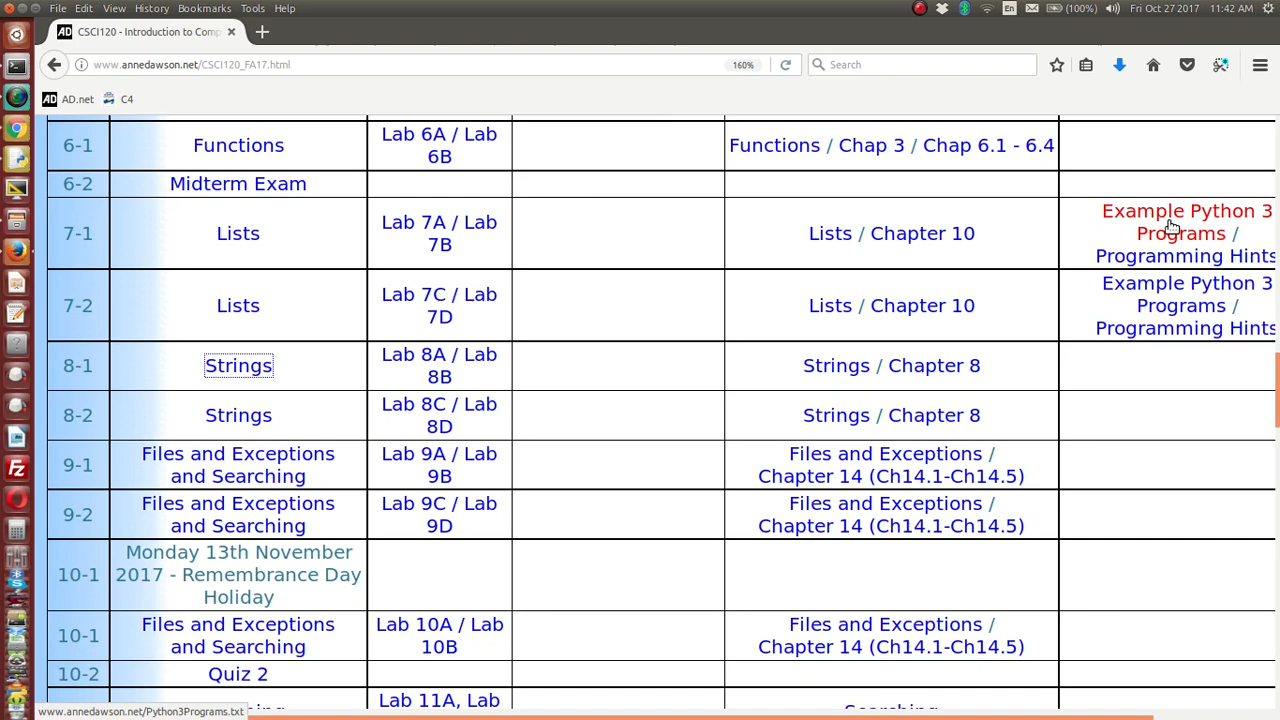 File Edit View History Bookmarks Tools Help
En
(100%)
Fri Oct 27 2017
11:42 AM
AD CSCI120 - Introduction to Comp
www.annedawson.net/CSCI120_FA17.html
160%
Search
AD AD.net C4
6-1 Functions Lab 6A / Lab 6B Functions / Chap 3 / Chap 6.1 - 6.4
6-2 Midterm Exam
7-1 Lists Lab 7A / Lab 7B Lists / Chapter 10 Example Python 3 Programs / Programming Hints
7-2 Lists Lab 7C / Lab 7D Lists / Chapter 10 Example Python 3 Programs / Programming Hints
8-1 Strings Lab 8A / Lab 8B Strings / Chapter 8
8-2 Strings Lab 8C / Lab 8D Strings / Chapter 8
9-1 Files and Exceptions and Searching Lab 9A / Lab 9B Files and Exceptions / Chapter 14 (Ch14.1-Ch14.5)
9-2 Files and Exceptions and Searching Lab 9C / Lab 9D Files and Exceptions / Chapter 14 (Ch14.1-Ch14.5)
10-1 Monday 13th November 2017 - Remembrance Day Holiday
10-1 Files and Exceptions and Searching Lab 10A / Lab 10B Files and Exceptions / Chapter 14 (Ch14.1-Ch14.5)
10-2 Quiz 2
Lab 11A, Lab
www.annedawson.net/Python3Programs.txt